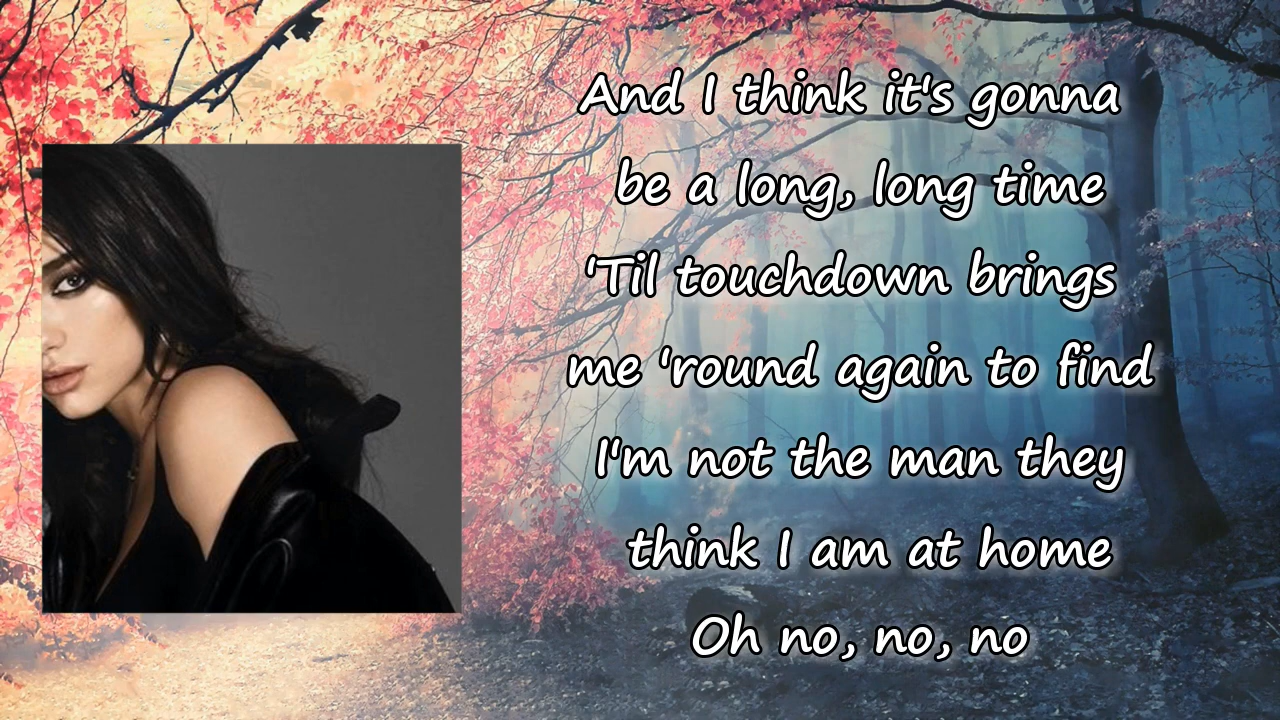 And I think it's gonna
be a long, long time
'Til touchdown brings
me 'round again to find
I'm not the man they
think I am at home
Oh no, no, no